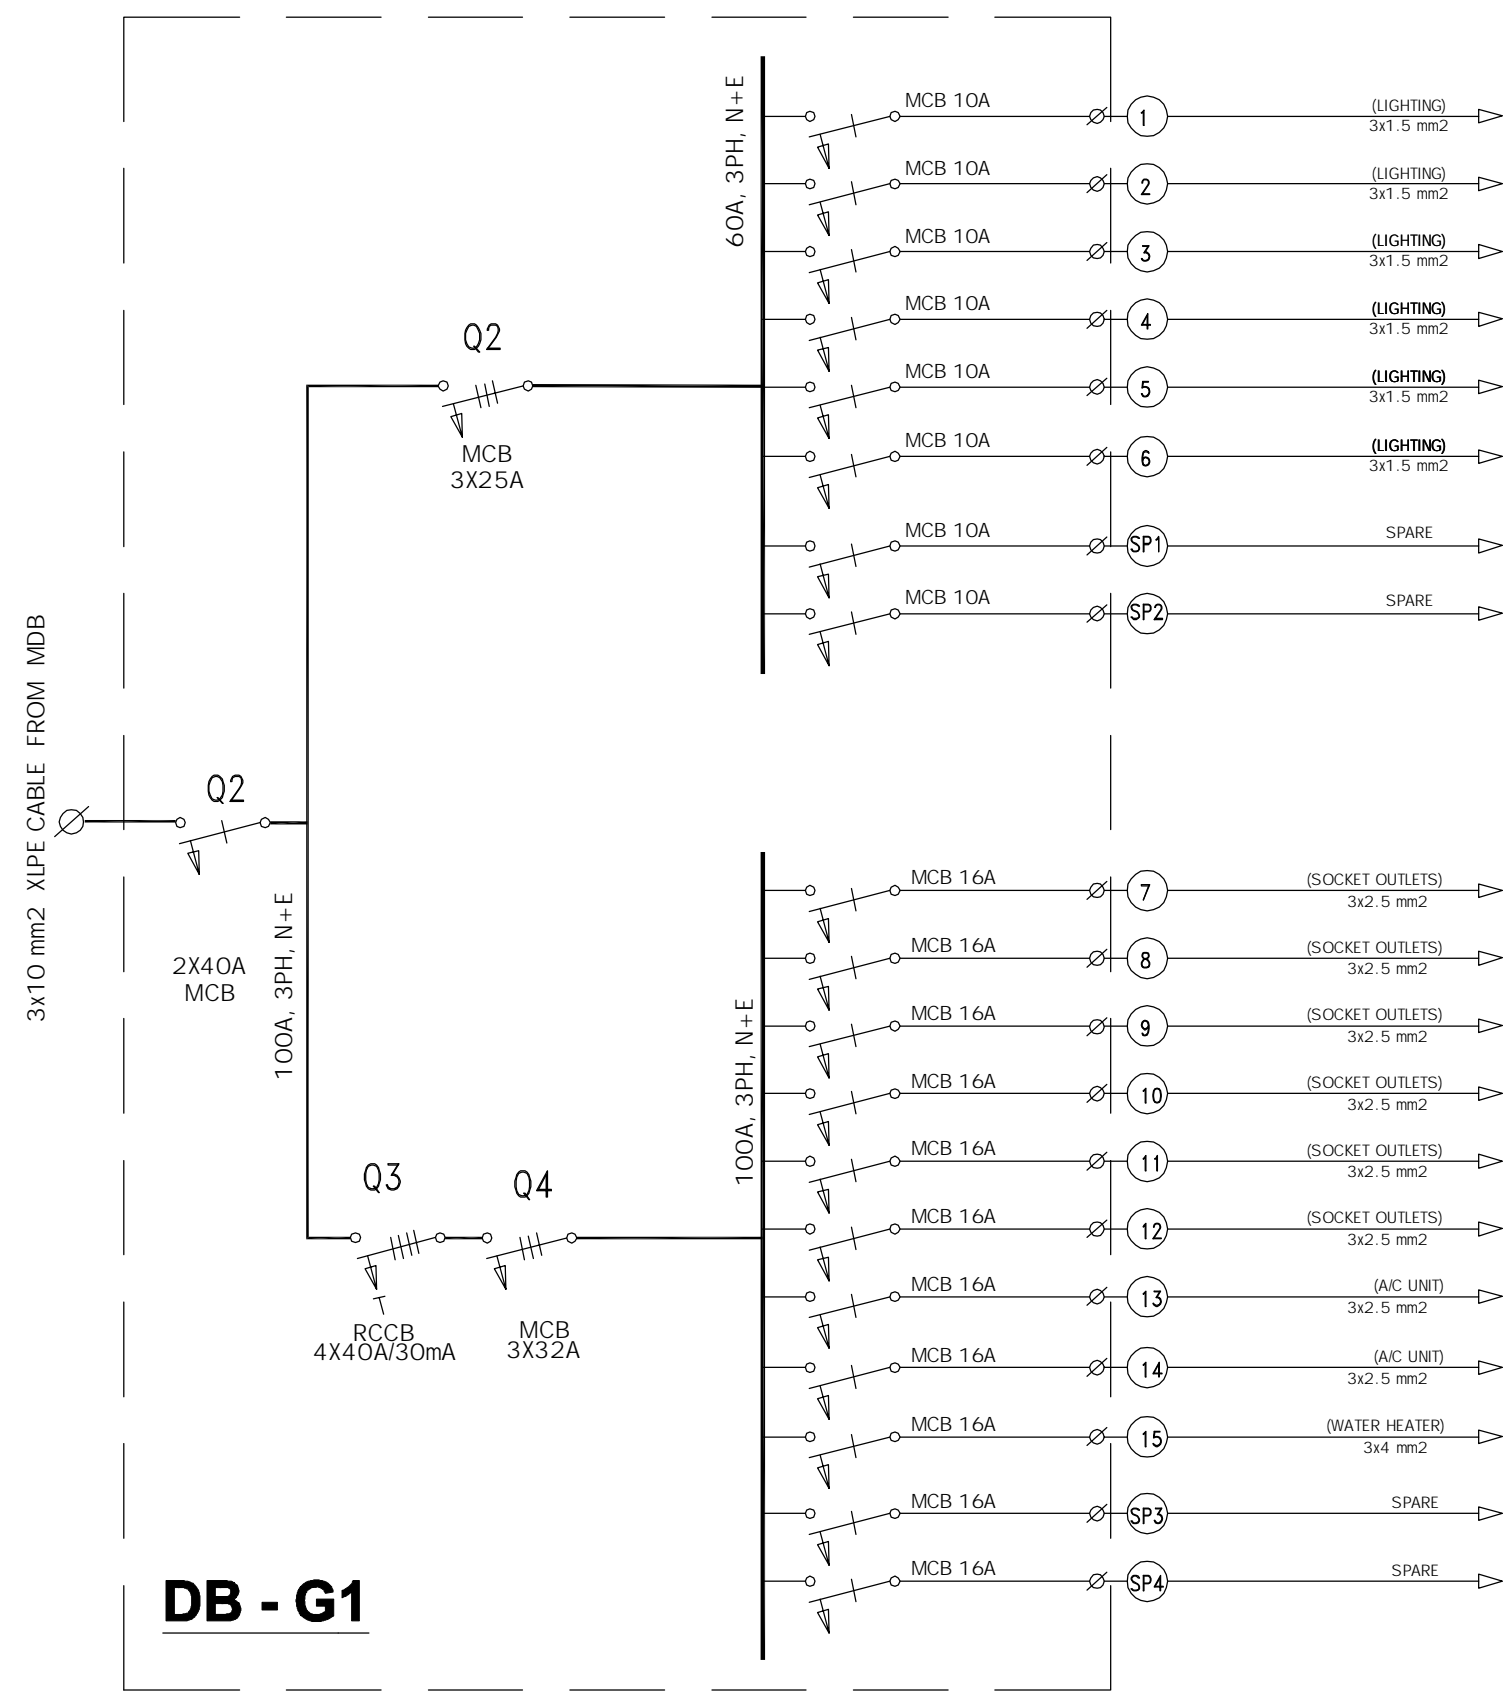 3x10 mm2 XLPE CABLE FROM MDB
Q2
2X40A
MCB
100A, 3PH, N+E
Q2
MCB
3X25A
60A, 3PH, N+E
MCB 10A
1
(LIGHTING)
3x1.5 mm2
MCB 10A
2
(LIGHTING)
3x1.5 mm2
MCB 10A
3
(LIGHTING)
3x1.5 mm2
MCB 10A
4
(LIGHTING)
3x1.5 mm2
MCB 10A
5
(LIGHTING)
3x1.5 mm2
MCB 10A
6
(LIGHTING)
3x1.5 mm2
MCB 10A
SP1
SPARE
MCB 10A
SP2
SPARE
Q3
RCCB
4X40A/30mA
Q4
MCB
3X32A
100A, 3PH, N+E
MCB 16A
7
(SOCKET OUTLETS)
3x2.5 mm2
MCB 16A
8
(SOCKET OUTLETS)
3x2.5 mm2
MCB 16A
9
(SOCKET OUTLETS)
3x2.5 mm2
MCB 16A
10
(SOCKET OUTLETS)
3x2.5 mm2
MCB 16A
11
(SOCKET OUTLETS)
3x2.5 mm2
MCB 16A
12
(SOCKET OUTLETS)
3x2.5 mm2
MCB 16A
13
(A/C UNIT)
3x2.5 mm2
MCB 16A
14
(A/C UNIT)
3x2.5 mm2
MCB 16A
15
(WATER HEATER)
3x4 mm2
MCB 16A
SP3
SPARE
MCB 16A
SP4
SPARE
DB - G1